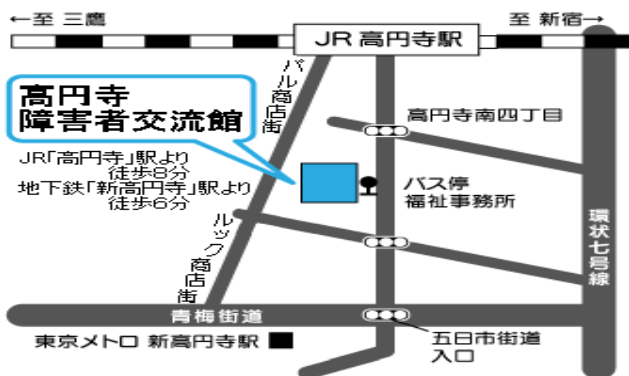 ←至 三鷹
至 新宿→
JR 高円寺駅
パル商店街
高円寺
障害者交流館
高円寺南四丁目
JR「高円寺」駅より
徒歩8分
地下鉄「新高円寺」駅より
徒歩6分
バス停
福祉事務所
ルック商店街
環状七号線
青梅街道
東京メトロ 新高円寺駅
五日市街道
入口